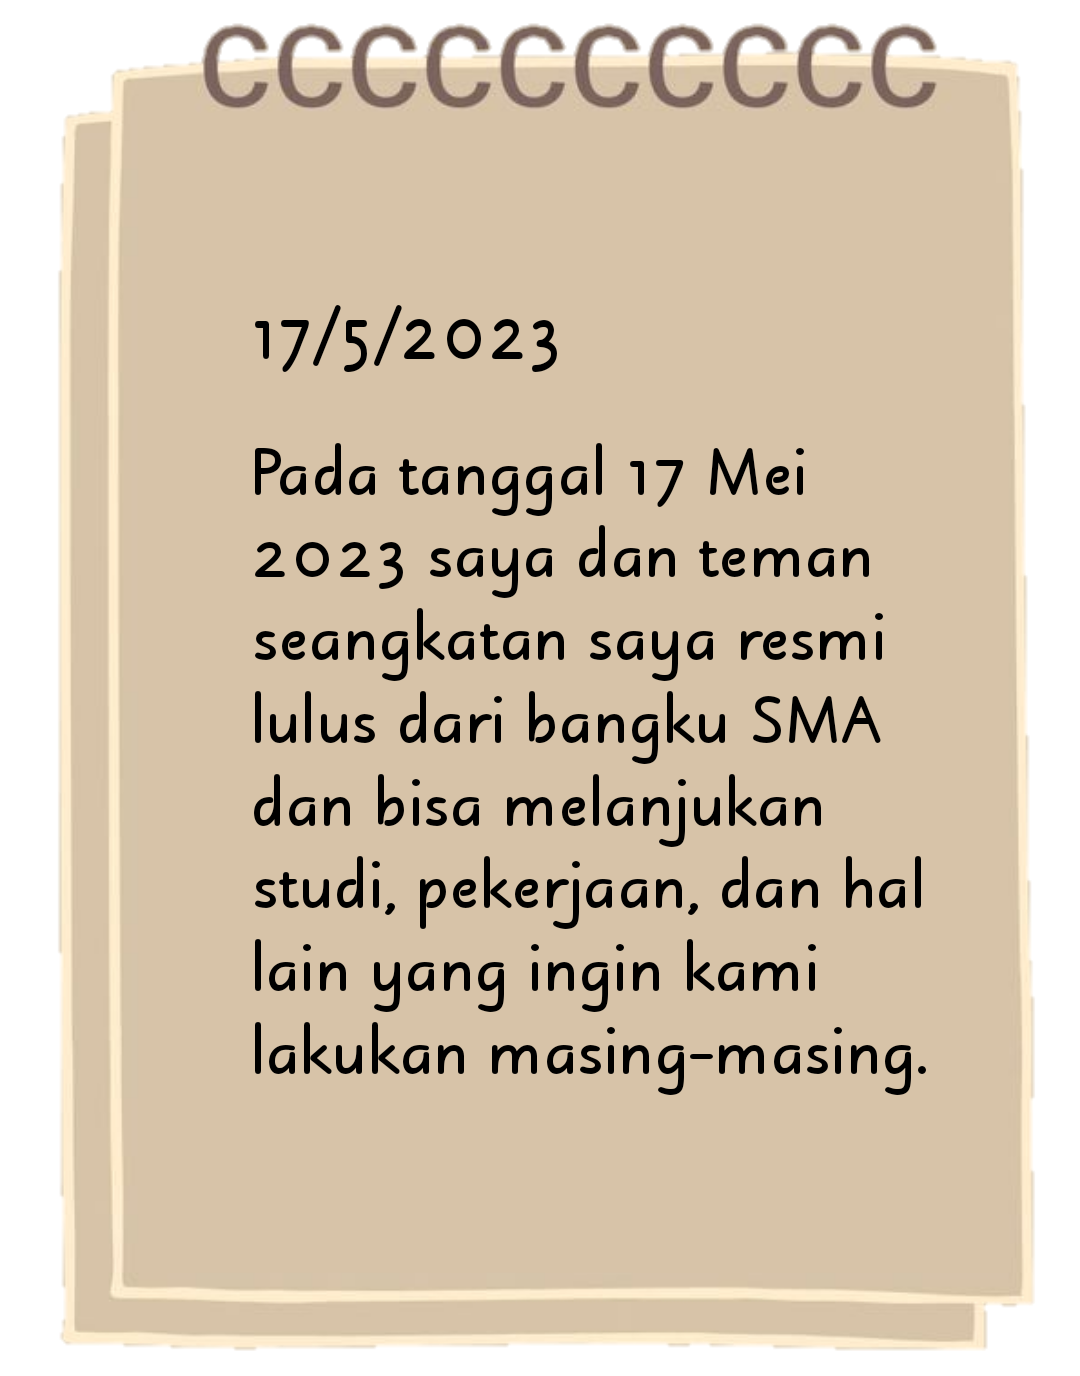 17/5/2023
Pada tanggal 17 Mei
2023 saya dan teman
seangkatan saya resmi
lulus dari bangku SMA
dan bisa melanjukan
studi, pekerjaan, dan hal
lain yang ingin kami
lakukan masing-masing.